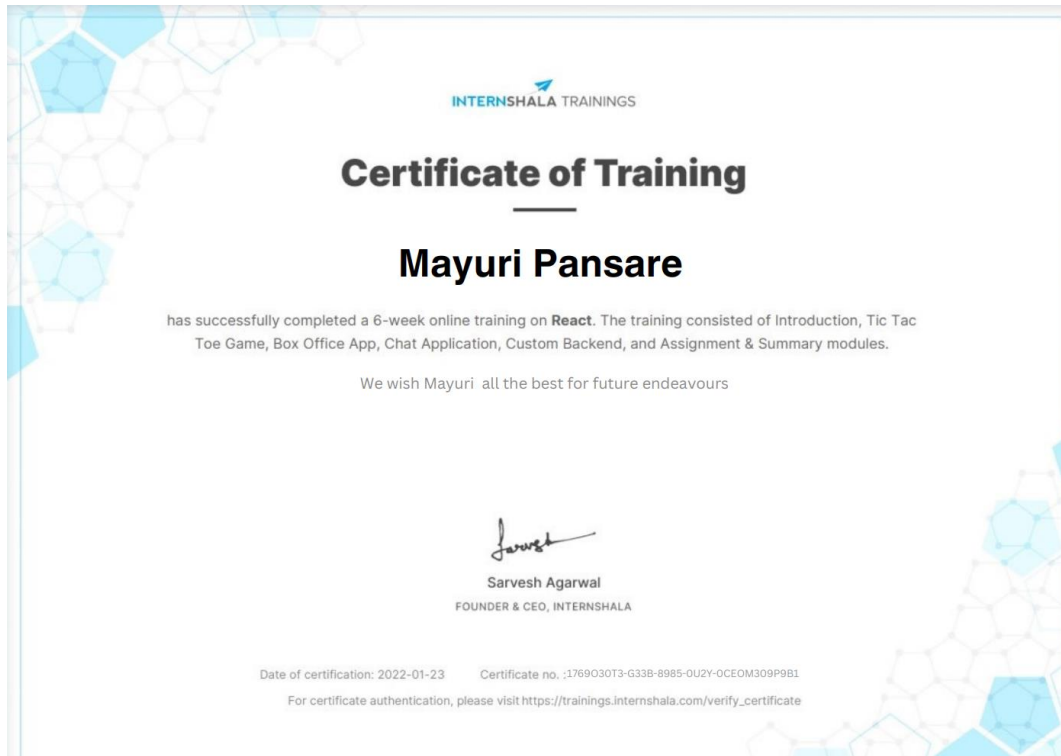 INTERNSHALA TRAININGS
Certificate of Training
Mayuri Pansare
has successfully completed a 6-week online training on React. The training consisted of Introduction, Tic Tac
Toe Game, Box Office App, Chat Application, Custom Backend, and Assignment & Summary modules.
We wish Mayuri all the best for future endeavours
Sarvesh
Sarvesh Agarwal
FOUNDER & CEO, INTERNSHALA
Date of certification: 2022-01-23 Certificate no. :1769O30T3-G33B-8985-0U2Y-0CEOM309P9B1
For certificate authentication, please visit https://trainings.internshala.com/verify_certificate